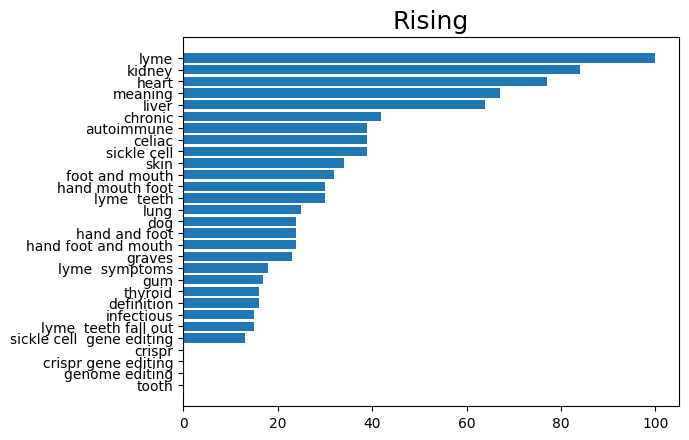 Rising
lyme
kidney
heart
meaning
liver
chronic
autoimmune
celiac
sickle cell
skin
foot and mouth
hand mouth foot
lyme  teeth
lung
dog
hand and foot
hand foot and mouth
graves
lyme  symptoms
gum
thyroid
definition
infectious
lyme  teeth fall out
sickle cell  gene editing
crispr
crispr gene editing
genome editing
tooth
0 20 40 60 80 100